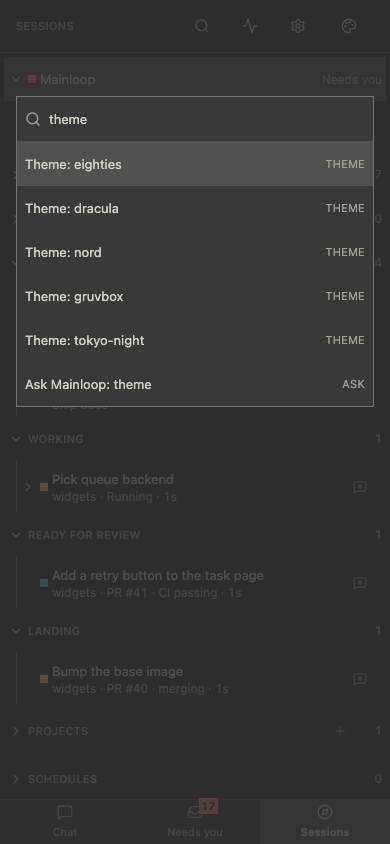 SESSIONS
Mainloop
Needs you
theme
7
Theme: eighties THEME
0
Theme: dracula THEME
Theme: nord THEME
4
Theme: gruvbox THEME
Theme: tokyo-night THEME
Ask Mainloop: theme ASK
WORKING 1
Pick queue backend
widgets · Running · 1s
READY FOR REVIEW 1
Add a retry button to the task page
widgets · PR #41 · CI passing · 1s
LANDING 1
Bump the base image
widgets · PR #40 · merging · 1s
PROJECTS + 1
SCHEDULES 0
17
Chat Needs you Sessions